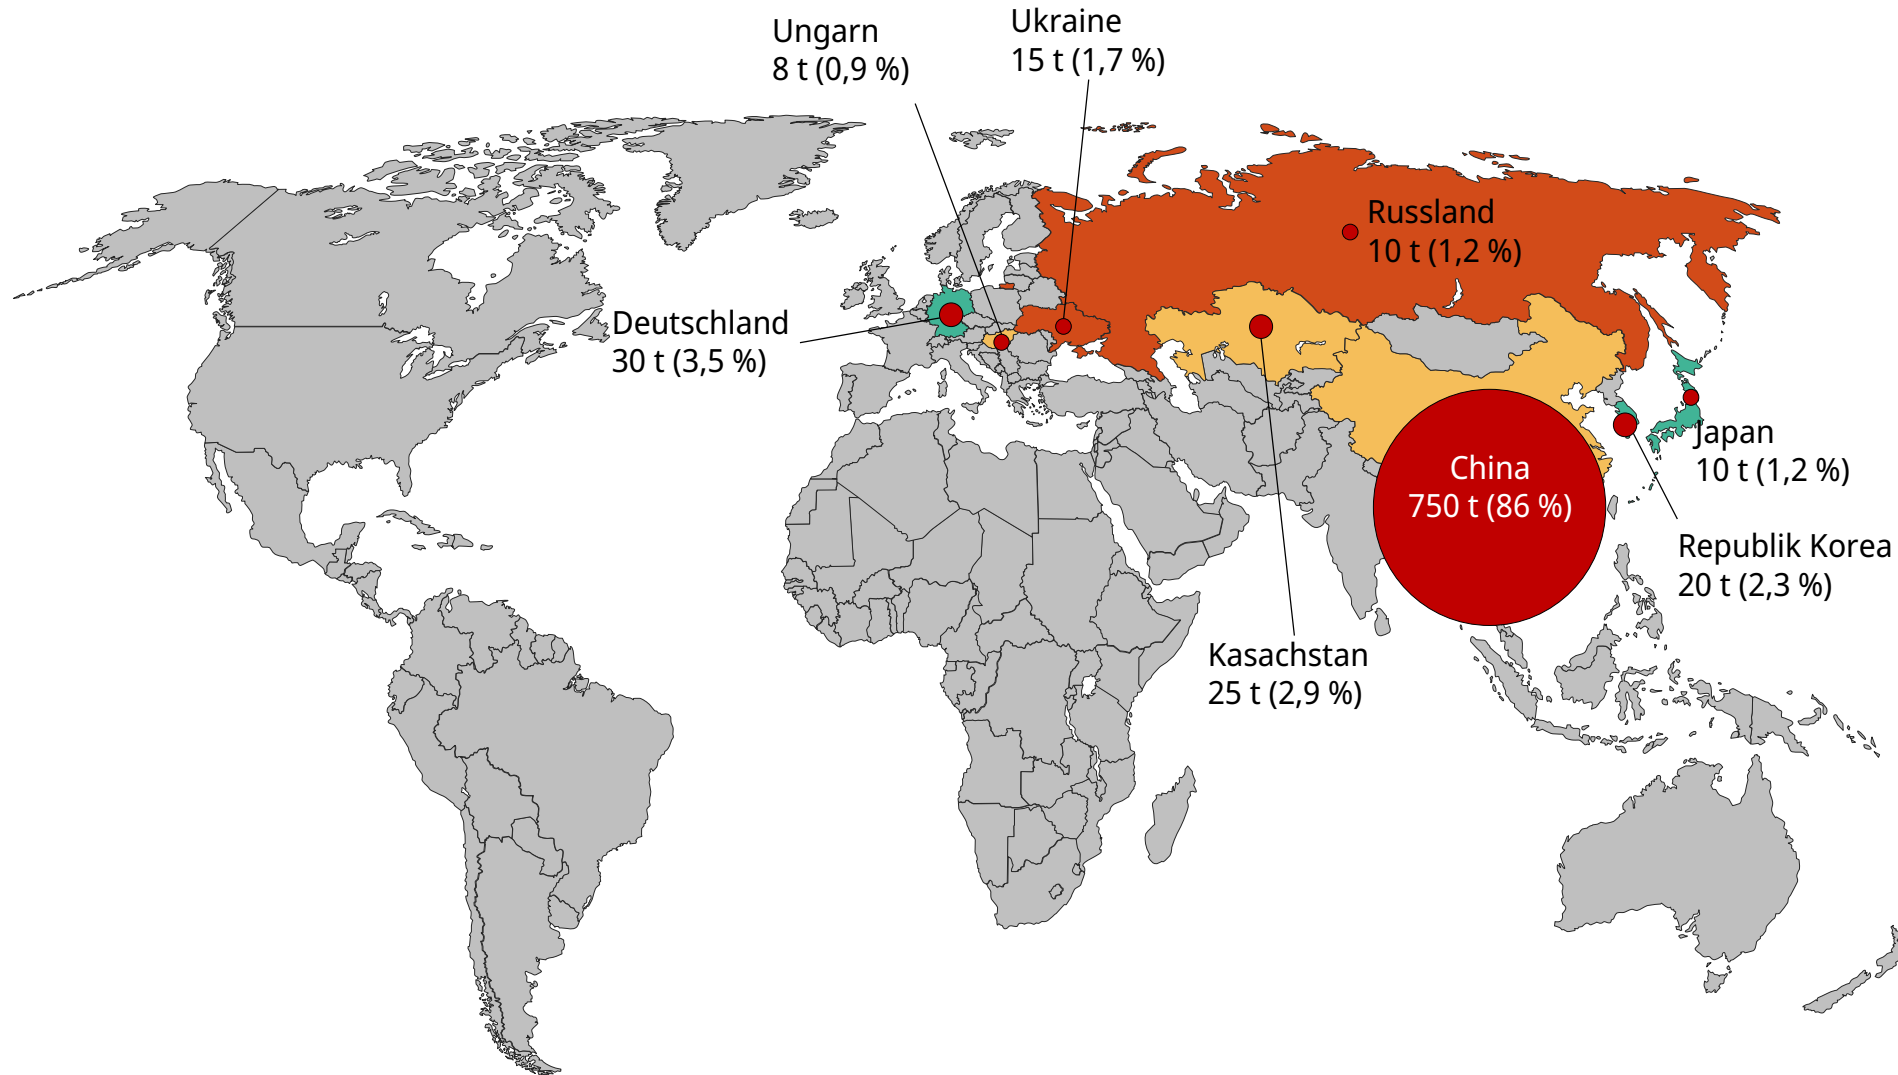 Ungarn
8 t (0,9 %)
Ukraine
15 t (1,7 %)
Russland
10 t (1,2 %)
Deutschland
30 t (3,5 %)
Japan
10 t (1,2 %)
China
750 t (86 %)
Republik Korea
20 t (2,3 %)
Kasachstan
25 t (2,9 %)